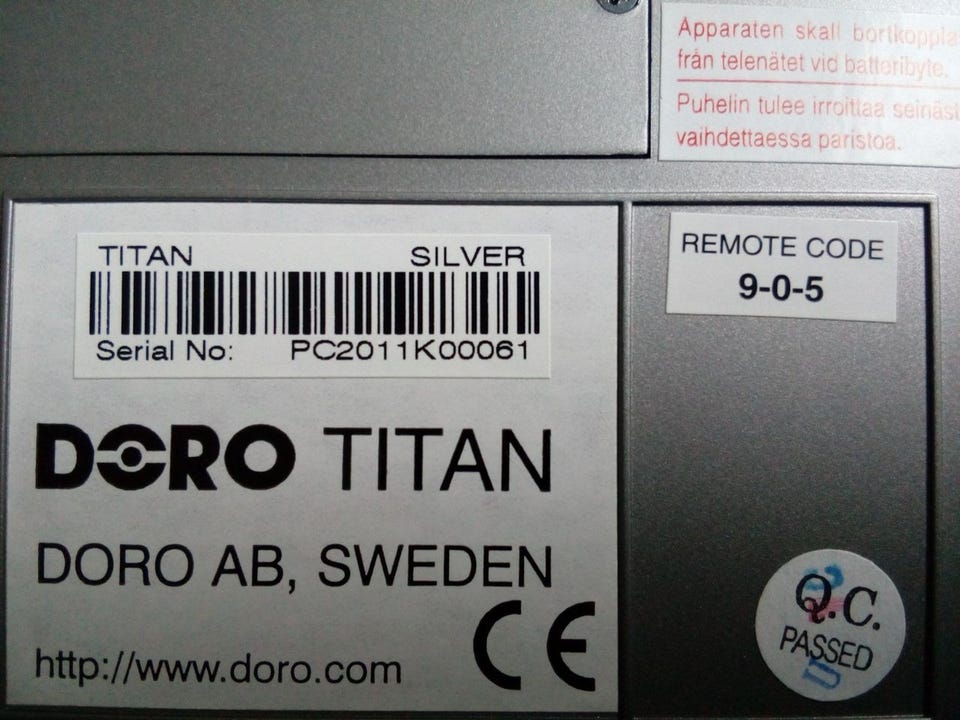 Apparaten skall bortkoppla
från telenätet vid batteribyte.
Puhelin tulee irroittaa seinäst
vaihdettaessa paristoa.
TITAN SILVER
Serial No: PC2011K00061
DORO TITAN
DORO AB, SWEDEN
CE
http://www.doro.com
REMOTE CODE
9-0-5
Q.C.
PASSED